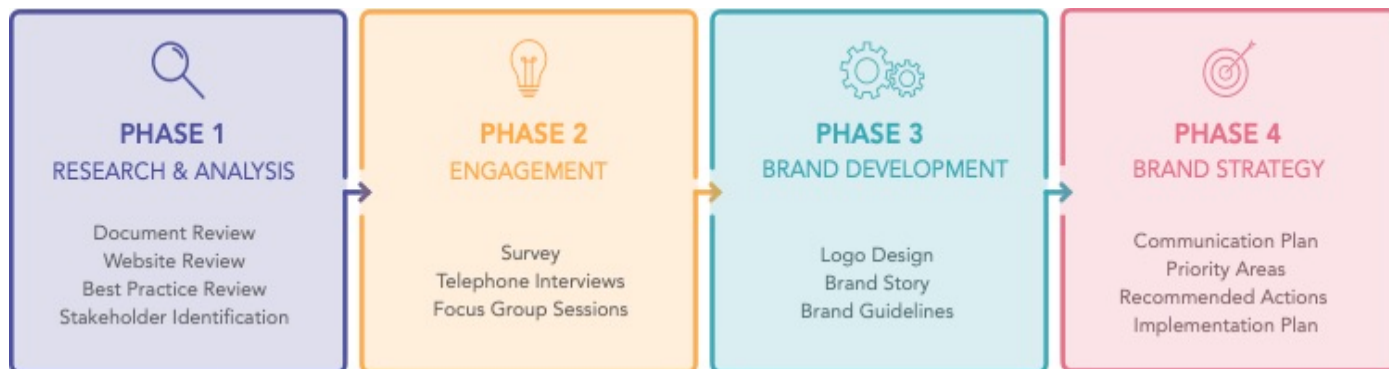 PHASE 1
RESEARCH & ANALYSIS
Document Review
Website Review
Best Practice Review
Stakeholder Identification
PHASE 2
ENGAGEMENT
Survey
Telephone Interviews
Focus Group Sessions
PHASE 3
BRAND DEVELOPMENT
Logo Design
Brand Story
Brand Guidelines
PHASE 4
BRAND STRATEGY
Communication Plan
Priority Areas
Recommended Actions
Implementation Plan